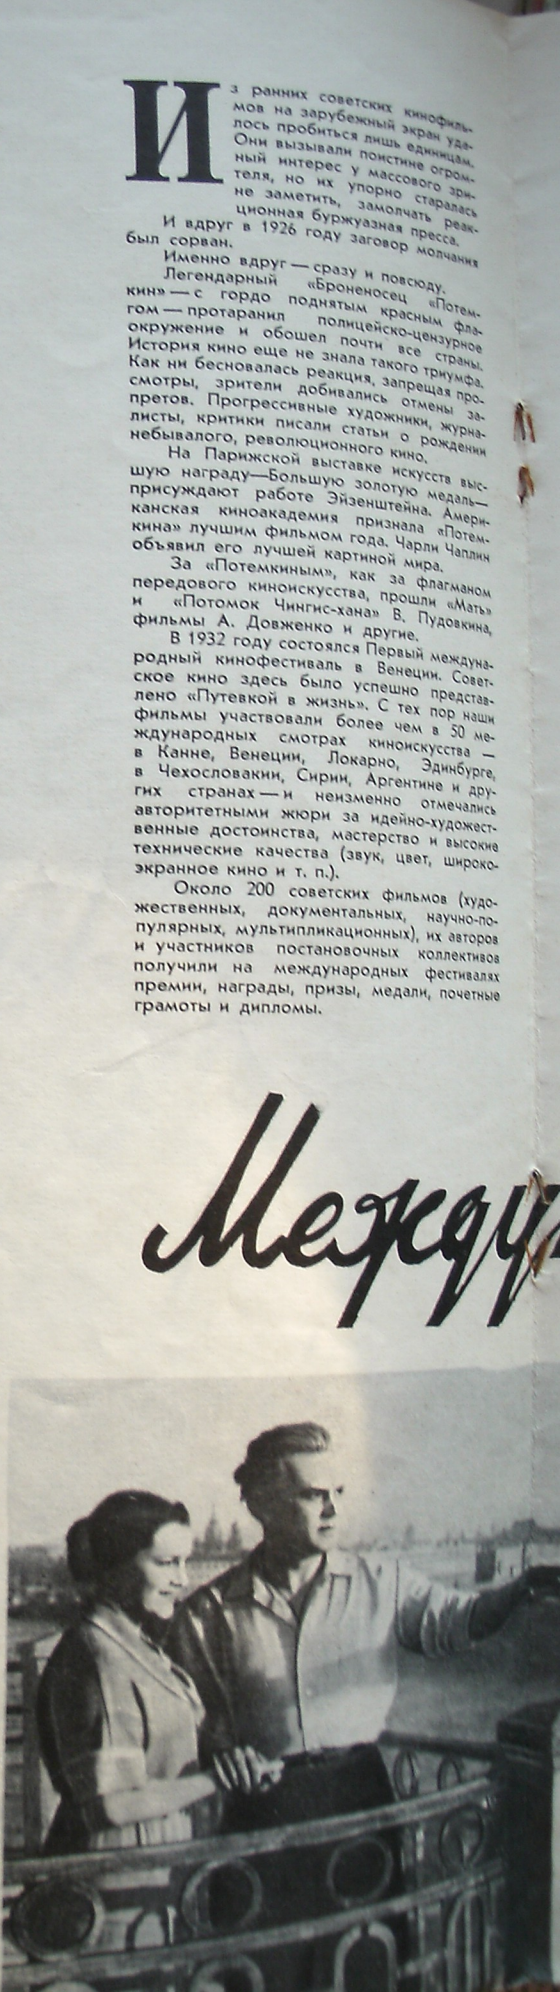 Из ранних советских кинофиль-
мов на зарубежный экран уда-
лось пробиться лишь единицам.
Они вызывали поистине огром-
ный интерес у массового зри-
теля, но их упорно старалась
не заметить, замолчать реак-
ционная буржуазная пресса.
И вдруг в 1926 году заговор молчания
был сорван.
Именно вдруг — сразу и повсюду.
Легендарный «Броненосец «Потем-
кин» — с гордо поднятым красным фла-
гом — протаранил полицейско-цензурное
окружение и обошел почти все страны.
История кино еще не знала такого триумфа.
Как ни бесновалась реакция, запрещая про-
смотры, зрители добивались отмены за-
претов. Прогрессивные художники, журна-
листы, критики писали статьи о рождении
небывалого, революционного кино.
На Парижской выставке искусств выс-
шую награду—Большую золотую медаль—
присуждают работе Эйзенштейна. Амери-
канская киноакадемия признала «Потем-
кина» лучшим фильмом года. Чарли Чаплин
объявил его лучшей картиной мира.
За «Потемкиным», как за флагманом
передового киноискусства, прошли «Мать»
и «Потомок Чингис-хана» В. Пудовкина,
фильмы А. Довженко и другие.
В 1932 году состоялся Первый междуна-
родный кинофестиваль в Венеции. Совет-
ское кино здесь было успешно представ-
лено «Путевкой в жизнь». С тех пор наши
фильмы участвовали более чем в 50 ме-
ждународных смотрах киноискусства —
в Канне, Венеции, Локарно, Эдинбурге,
в Чехословакии, Сирии, Аргентине и дру-
гих странах — и неизменно отмечались
авторитетными жюри за идейно-художест-
венные достоинства, мастерство и высокие
технические качества (звук, цвет, широко-
экранное кино и т. п.).
Около 200 советских фильмов (худо-
жественных, документальных, научно-по-
пулярных, мультипликационных), их авторов
и участников постановочных коллективов
получили на международных фестивалях
премии, награды, призы, медали, почетные
грамоты и дипломы.
Между